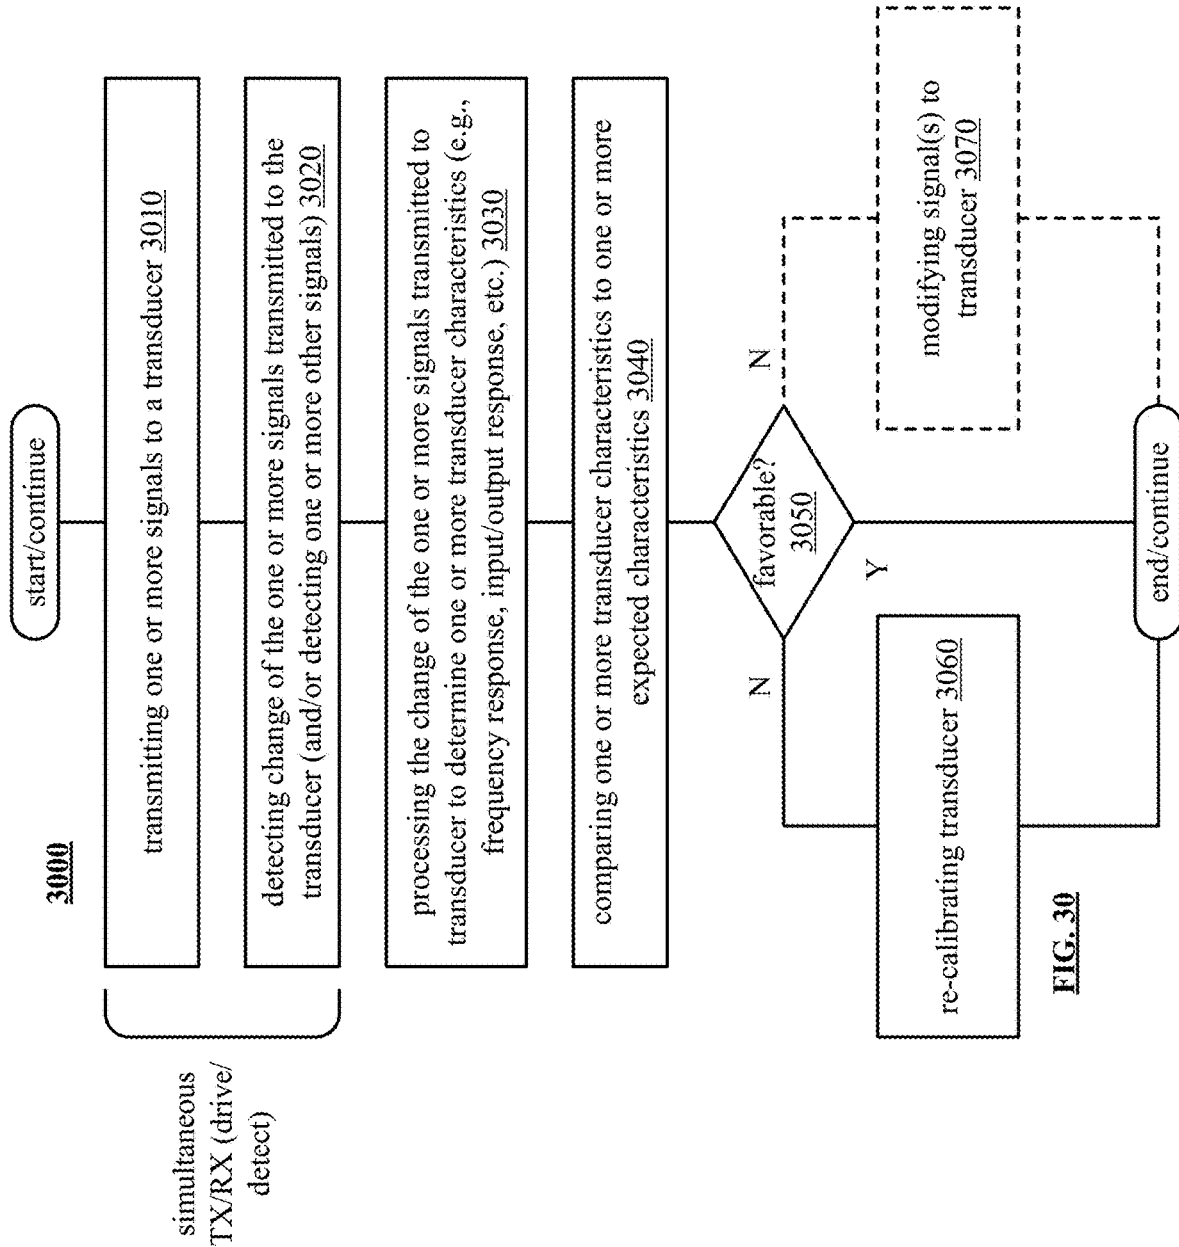 3000
start/continue
simultaneous
TX/RX (drive/
detect)
transmitting one or more signals to a transducer 3010
detecting change of the one or more signals transmitted to the
transducer (and/or detecting one or more other signals) 3020
processing the change of the one or more signals transmitted to
transducer to determine one or more transducer characteristics (e.g.,
frequency response, input/output response, etc.) 3030
comparing one or more transducer characteristics to one or more
expected characteristics 3040
favorable?
3050
N
N
Y
re-calibrating transducer 3060
modifying signal(s) to
transducer 3070
end/continue
FIG. 30